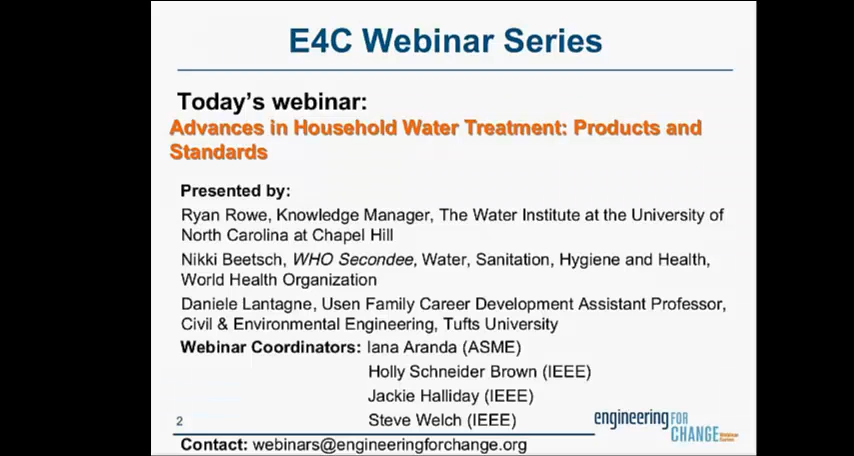 E4C Webinar Series
Today's webinar:
Advances in Household Water Treatment: Products and
Standards
Presented by:
Ryan Rowe, Knowledge Manager, The Water Institute at the University of
North Carolina at Chapel Hill
Nikki Beetsch, WHO Secondee, Water, Sanitation, Hygiene and Health,
World Health Organization
Daniele Lantagne, Usen Family Career Development Assistant Professor,
Civil & Environmental Engineering, Tufts University
Webinar Coordinators: Iana Aranda (ASME)
Holly Schneider Brown (IEEE)
Jackie Halliday (IEEE)
Steve Welch (IEEE)
2
engineering FOR
CHANGE Webinar
Series
Contact: webinars@engineeringforchange.org